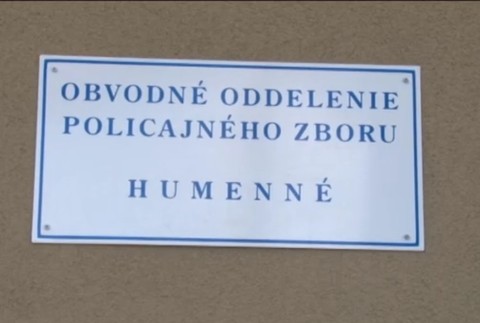 OBVODNÉ ODDELENIE
POLICAJNÉHO ZBORU
HUMENNÉ